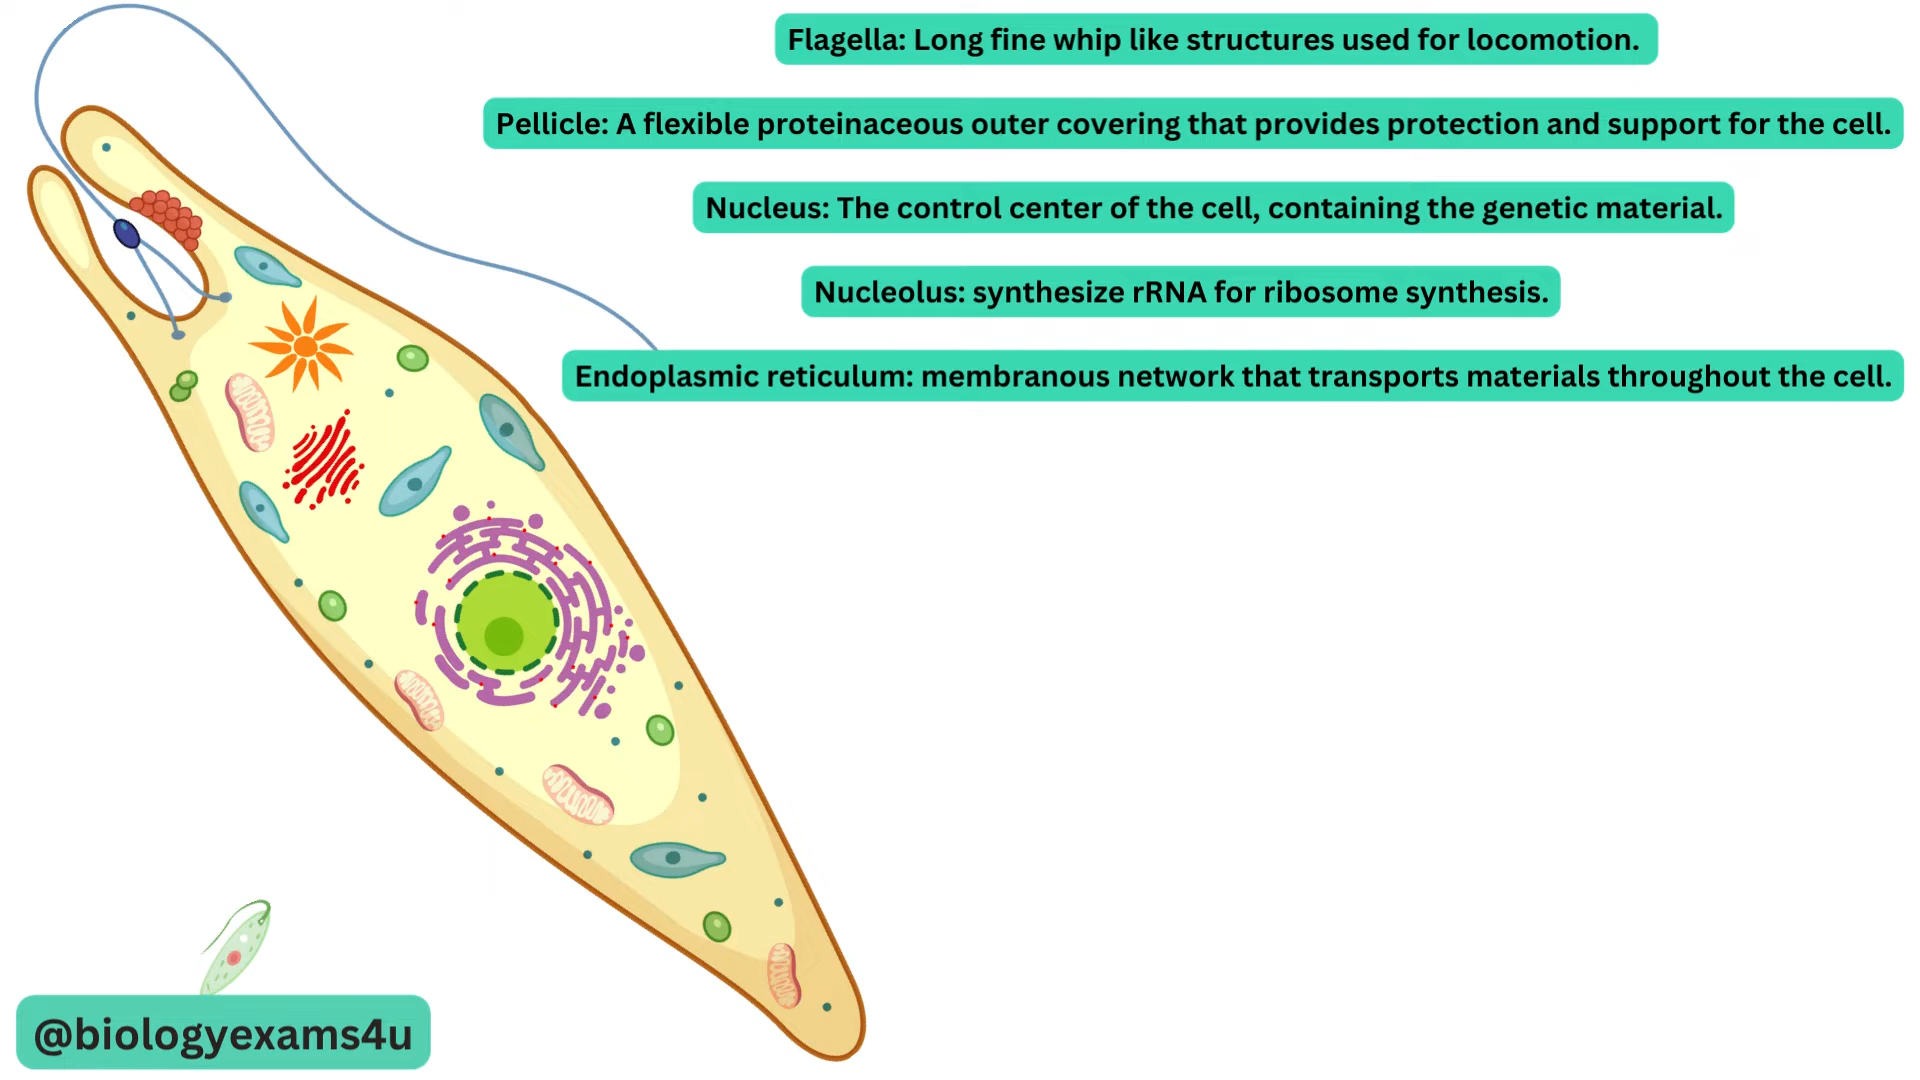 Flagella: Long fine whip like structures used for locomotion.
Pellicle: A flexible proteinaceous outer covering that provides protection and support for the cell.
Nucleus: The control center of the cell, containing the genetic material.
Nucleolus: synthesize rRNA for ribosome synthesis.
Endoplasmic reticulum: membranous network that transports materials throughout the cell.
@biologyexams4u